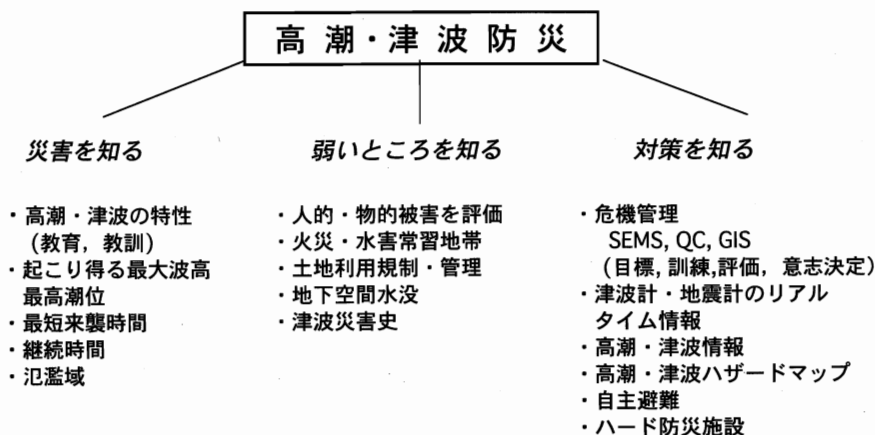 高潮・津波防災
災害を知る
・高潮・津波の特性
（教育，教訓）
・起こり得る最大波高
最高潮位
・最短来襲時間
・継続時間
・氾濫域
弱いところを知る
・人的・物的被害を評価
・火災・水害常習地帯
・土地利用規制・管理
・地下空間水没
・津波災害史
対策を知る
・危機管理
SEMS, QC, GIS
（目標, 訓練,評価，意志決定）
・津波計・地震計のリアル
タイム情報
・高潮・津波情報
・高潮・津波ハザードマップ
・自主避難
・ハード防災施設